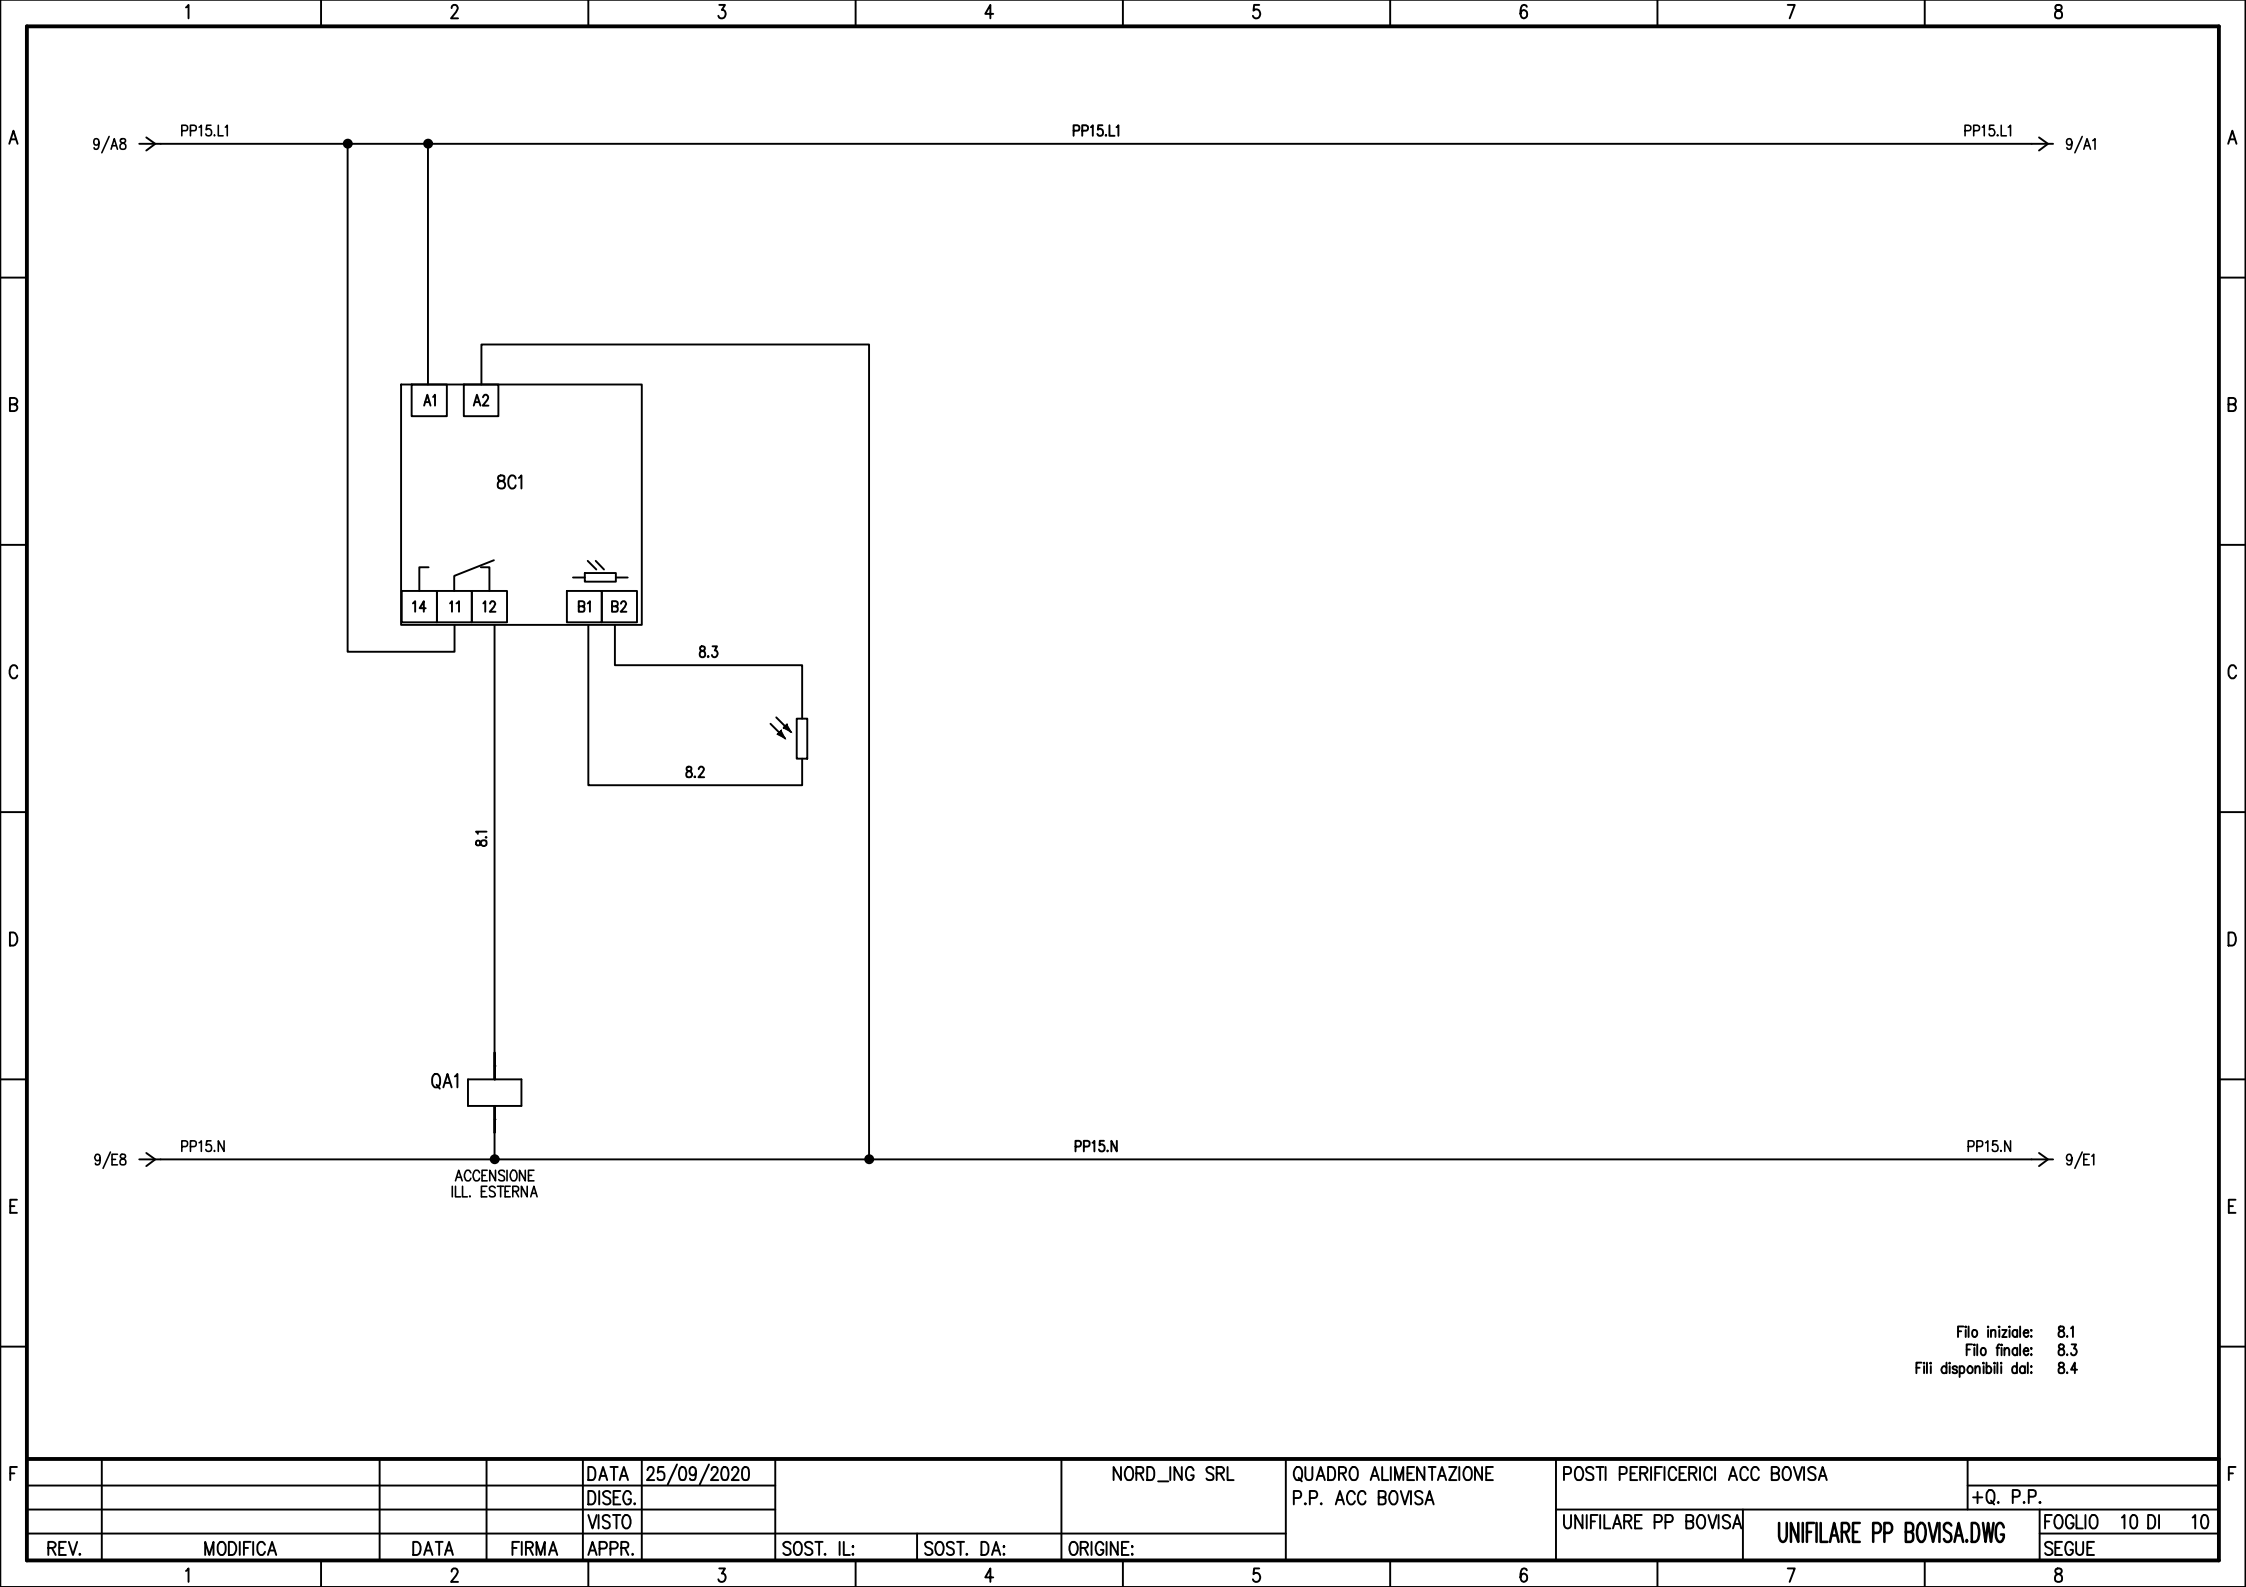 1 2 3 4 5 6 7 8
A A
9/A8 PP15.L1 PP15.L1 PP15.L1 9/A1
B B
A1 A2
8C1
14 11 12 B1 B2
8.3
C C
8.2
8.1
D D
QA1
9/E8 PP15.N PP15.N PP15.N 9/E1
ACCENSIONE
ILL. ESTERNA
E E
Filo iniziale: 8.1
Filo finale: 8.3
Fili disponibili dal: 8.4
F F
DATA 25/09/2020 NORD_ING SRL QUADRO ALIMENTAZIONE POSTI PERIFICERICI ACC BOVISA
DISEG. P.P. ACC BOVISA +Q. P.P.
VISTO UNIFILARE PP BOVISA UNIFILARE PP BOVISA.DWG FOGLIO 10 DI 10
REV. MODIFICA DATA FIRMA APPR. SOST. IL: SOST. DA: ORIGINE: SEGUE
1 2 3 4 5 6 7 8